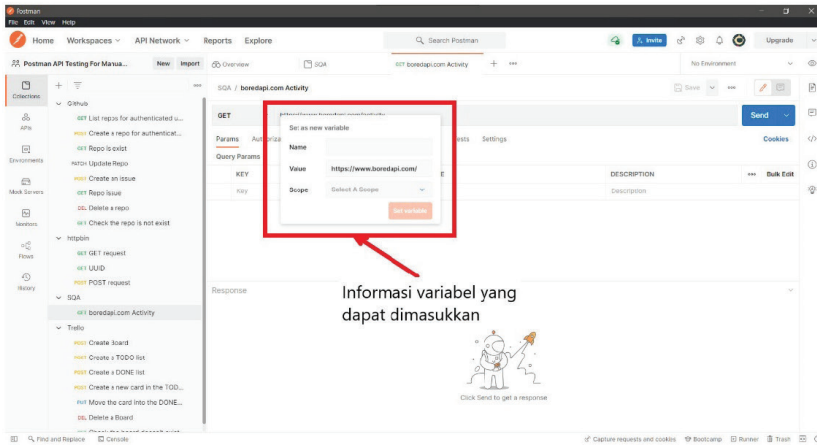 Postman
File Edit View Help
Home Workspaces API Network Reports Explore Search Postman Invite Upgrade
Postman API Testing For Manua... New Import Overview SQA GET boredapi.com Activity No Environment
Collections
APIs
Environments
Mock Servers
Monitors
Flows
History
Github
GET List repos for authenticated u...
POST Create a repo for authenticat...
GET Repo is exist
PATCH Update Repo
POST Create an issue
GET Repo issue
DEL Delete a repo
GET Check the repo is not exist
httpbin
GET GET request
GET UUID
POST POST request
SQA
GET boredapi.com Activity
Trello
POST Create Board
POST Create a TODO list
POST Create a DONE list
POST Create a new card in the TOD...
PUT Move the card into the DONE...
DEL Delete a Board
SQA / boredapi.com Activity Save
GET Send
Params Settings Cookies
Query Params
KEY DESCRIPTION Bulk Edit
Key Description
Set as new variable
Name
Value https://www.boredapi.com/
Scope Select A Scope
Set variable
Informasi variabel yang
dapat dimasukkan
Response
Click Send to get a response
Find and Replace Console Capture requests and cookies Bootcamp Runner Trash